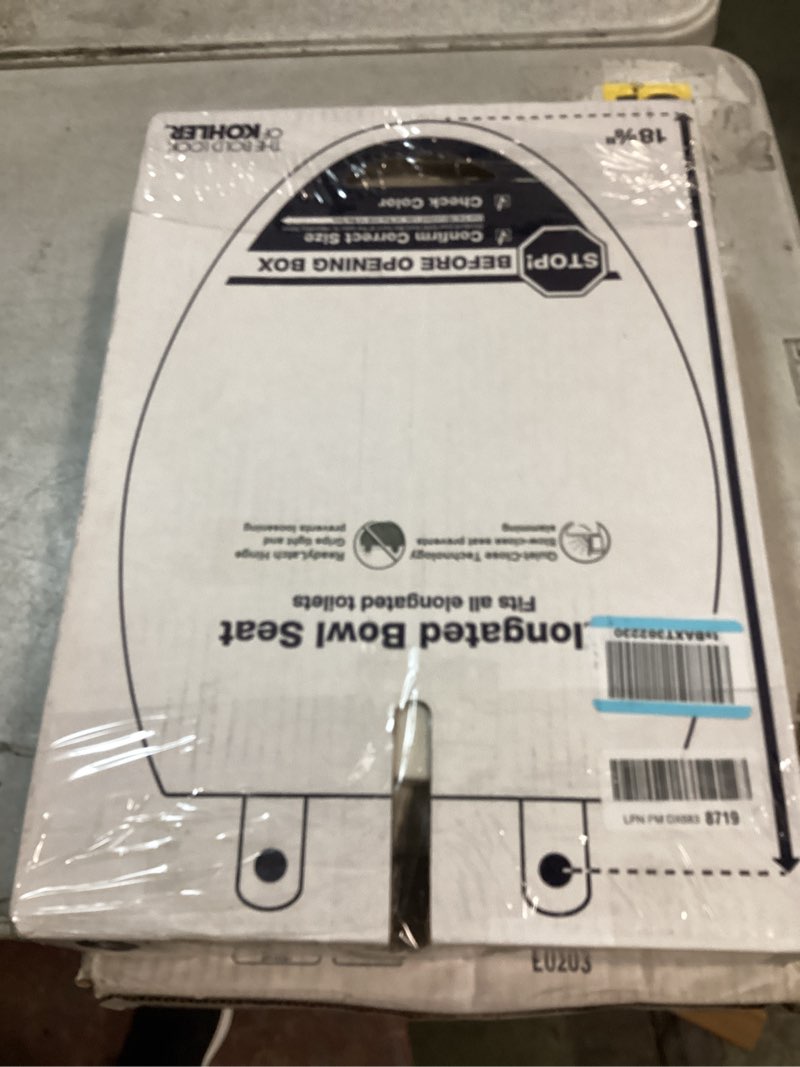 LPN PM 8719
.longated Bowl Seat
Fits all elongated toilets
Quiet-Close Technology
Slow-close seat prevents
slamming
ReadyLatch Hinge
Grips tight and
prevents loosening
STOP! BEFORE OPENING BOX
Confirm Correct Size
Check Color
18-⅝"
THE BOLD LOOK
OF KOHLER
E0203